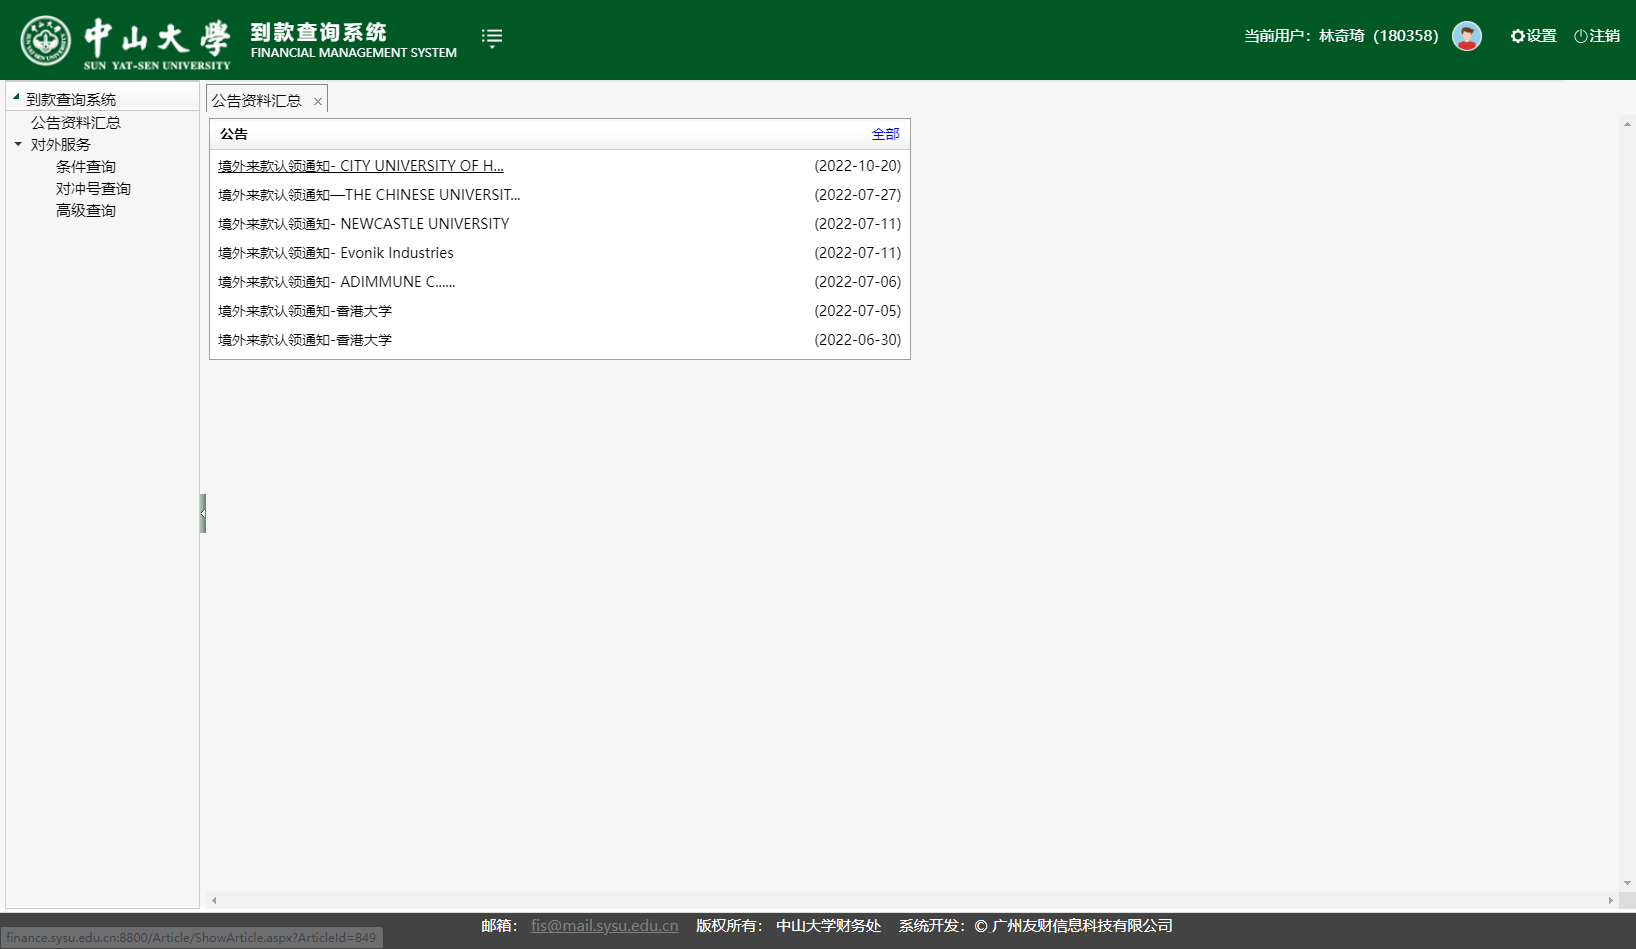 中山大學
SUN YAT-SEN UNIVERSITY
到款查询系统
FINANCIAL MANAGEMENT SYSTEM
当前用户：林奇琦（180358）
设置
注销
到款查询系统
公告资料汇总
对外服务
条件查询
对冲号查询
高级查询
公告资料汇总 ×
公告 全部
境外来款认领通知- CITY UNIVERSITY OF H... (2022-10-20)
境外来款认领通知—THE CHINESE UNIVERSIT... (2022-07-27)
境外来款认领通知- NEWCASTLE UNIVERSITY (2022-07-11)
境外来款认领通知- Evonik Industries (2022-07-11)
境外来款认领通知- ADIMMUNE C...... (2022-07-06)
境外来款认领通知-香港大学 (2022-07-05)
境外来款认领通知-香港大学 (2022-06-30)
邮箱： fis@mail.sysu.edu.cn 版权所有： 中山大学财务处 系统开发：© 广州友财信息科技有限公司
finance.sysu.edu.cn:8800/Article/ShowArticle.aspx?ArticleId=849